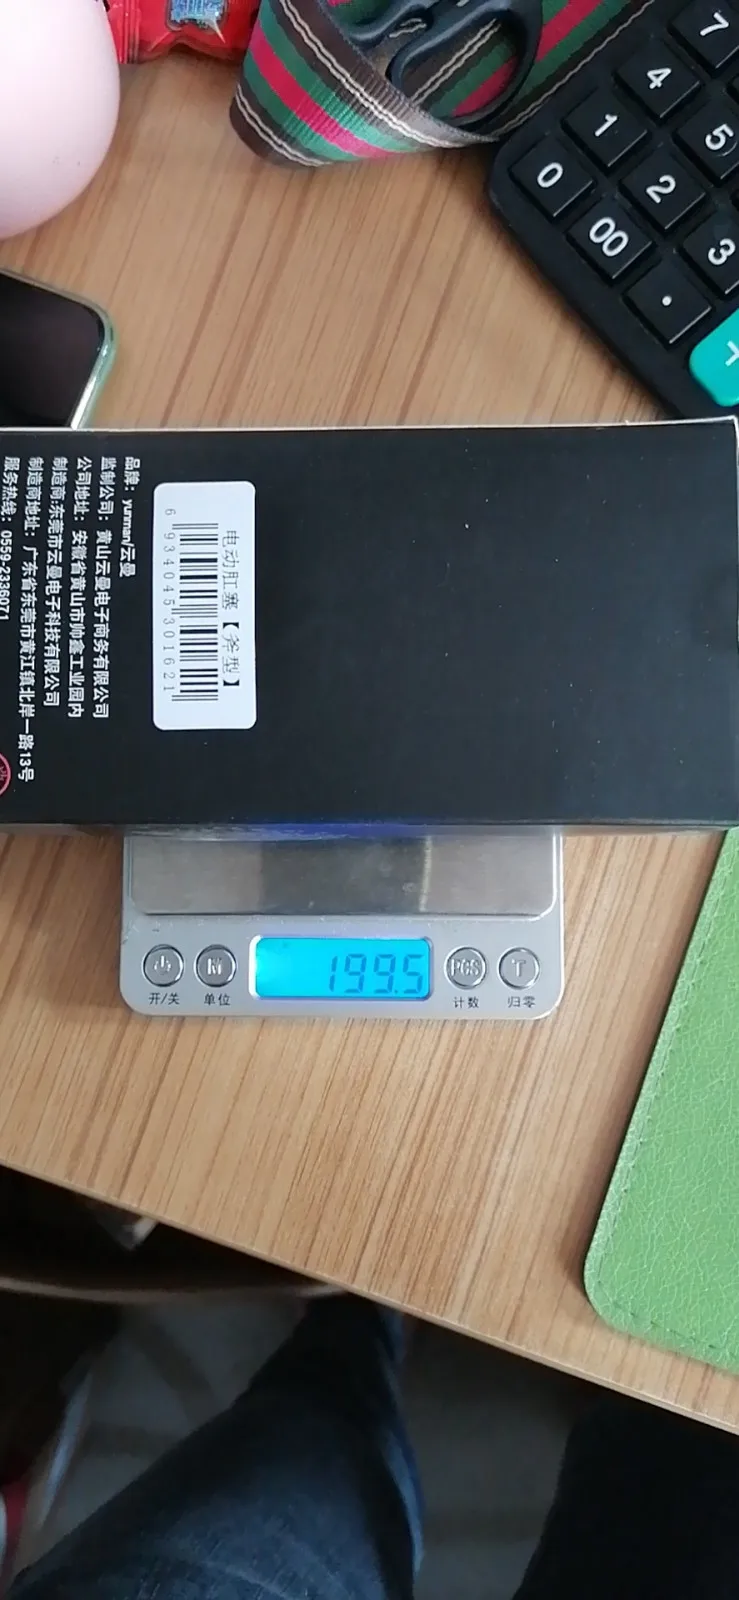 7
4
1
5
0
2
00
3
.
+
品牌：yunman/云曼
监制公司：黄山云曼电子商务有限公司
公司地址：安徽省黄山市帅鑫工业园内
制造商:东莞市云曼电子科技有限公司
制造商地址：广东省东莞市黄江镇北岸一路13号
服务热线：0559-2336071
电动肛塞【斧型】
6 934045 301621
199.5
M
PCS
T
开/关
单位
计数
归零